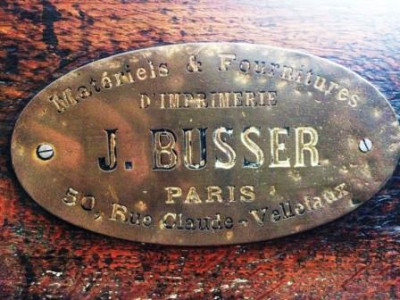 Matériels & Fournitures
D'IMPRIMERIE
J. BUSSER
PARIS
50, Rue Claude-Vellefaux